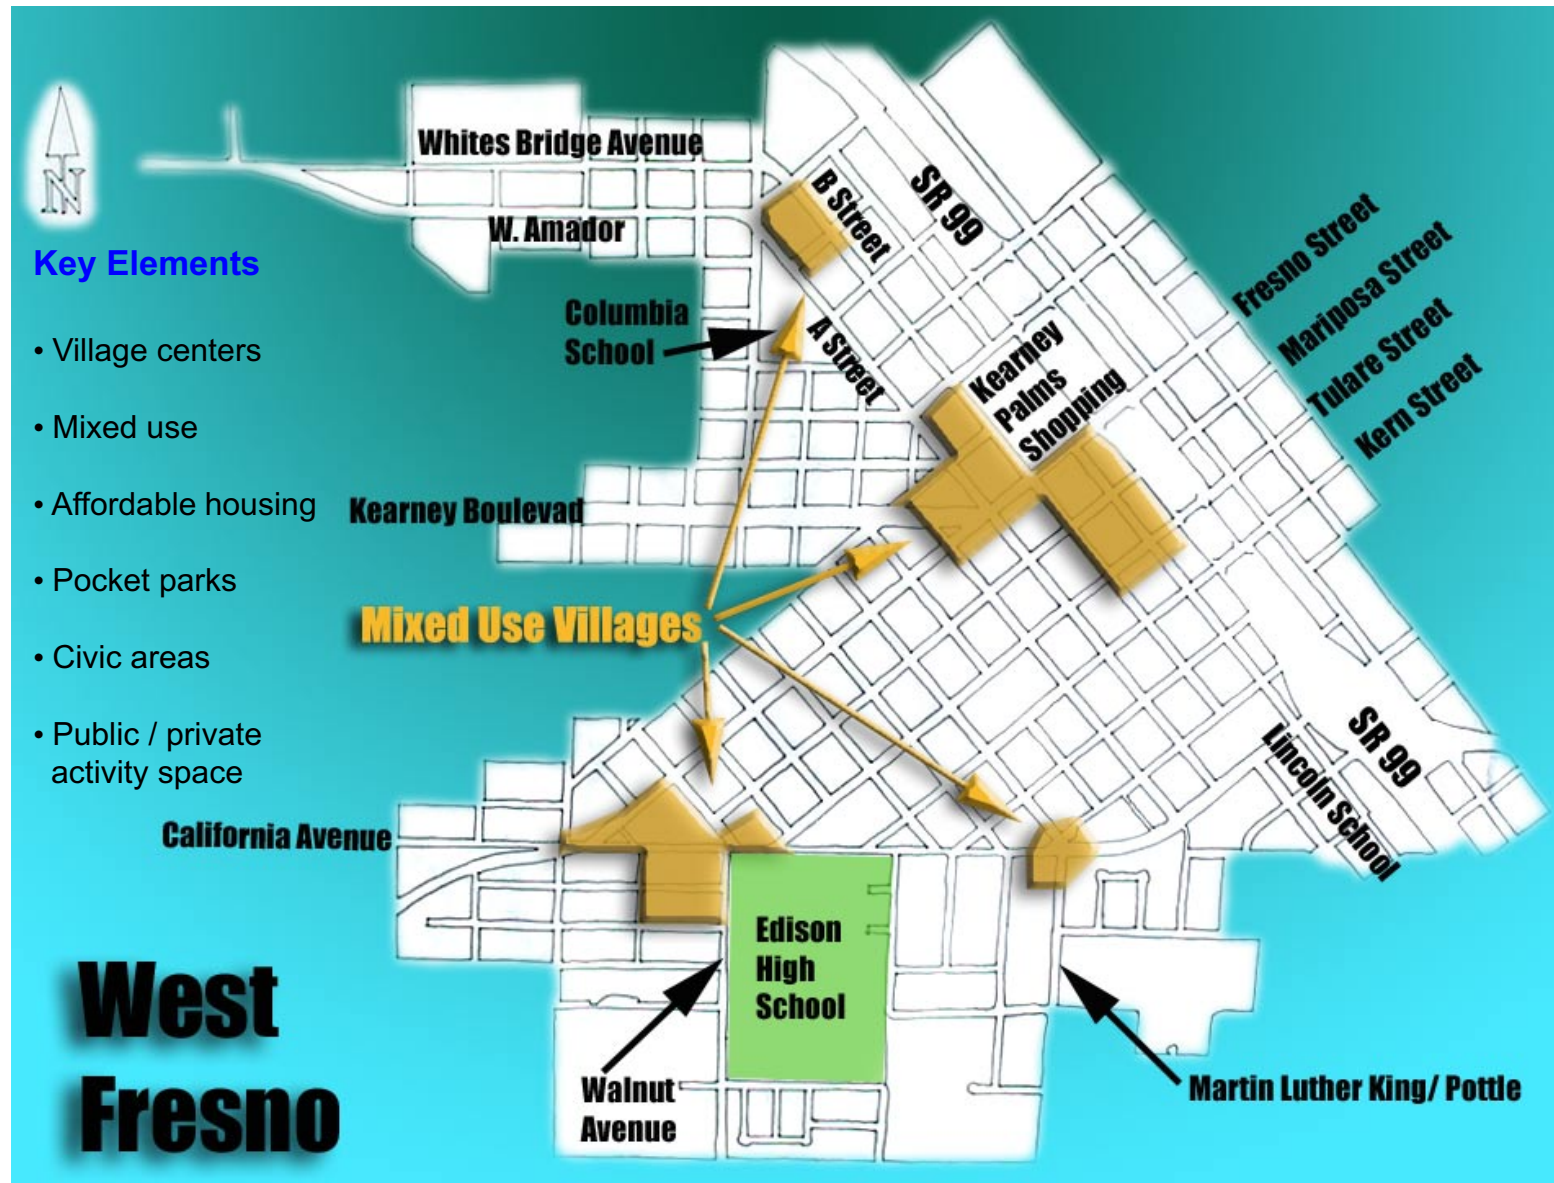 Whites Bridge Avenue
W. Amador
B Street
SR 99
N
Key Elements
• Village centers
• Mixed use
• Affordable housing
• Pocket parks
• Civic areas
• Public / private
activity space
Columbia
School
A Street
Kearney
Palms
Shopping
Fresno Street
Mariposa Street
Tulare Street
Kern Street
Kearney Boulevad
Mixed Use Villages
SR 99
Lincoln School
California Avenue
Edison
High
School
West
Fresno
Walnut
Avenue
Martin Luther King/ Pottle